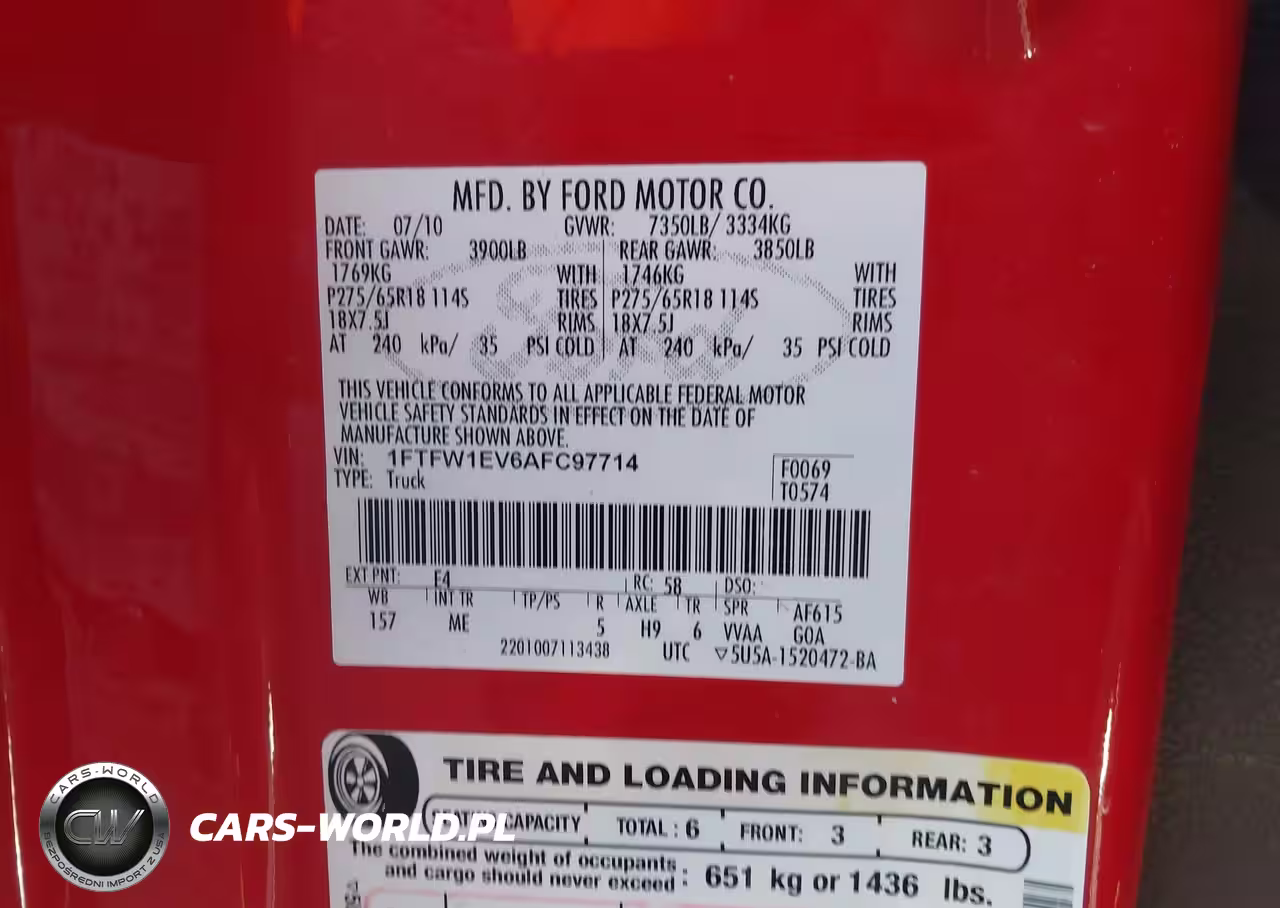 MFD. BY FORD MOTOR CO.
DATE: 07/10 GVWR: 7350LB/ 3334KG
FRONT GAWR: 3900LB REAR GAWR: 3850LB
1769KG WITH 1746KG WITH
P275/65R18 114S TIRES P275/65R18 114S TIRES
18X7.5J RIMS 18X7.5J RIMS
AT 240 kPa/ 35 PSI COLD AT 240 kPa/ 35 PSI COLD
THIS VEHICLE CONFORMS TO ALL APPLICABLE FEDERAL MOTOR
VEHICLE SAFETY STANDARDS IN EFFECT ON THE DATE OF
MANUFACTURE SHOWN ABOVE.
VIN: 1FTFW1EV6AFC97714
F0069
TYPE: Truck
T0574
EXT PNT: E4 RC: 58 DSO:
WB INT TR TP/PS R AXLE TR SPR AF615
157 ME 5 H9 6 VVAA GOA
2201007113438 UTC ▽5U5A-1520472-BA
TIRE AND LOADING INFORMATION
SEATING CAPACITY TOTAL : 6 FRONT: 3 REAR: 3
The combined weight of occupants
and cargo should never exceed : 651 kg or 1436 lbs.
CARS-WORLD
CW
BEZPOŚREDNI IMPORT Z USA
CARS-WORLD.PL